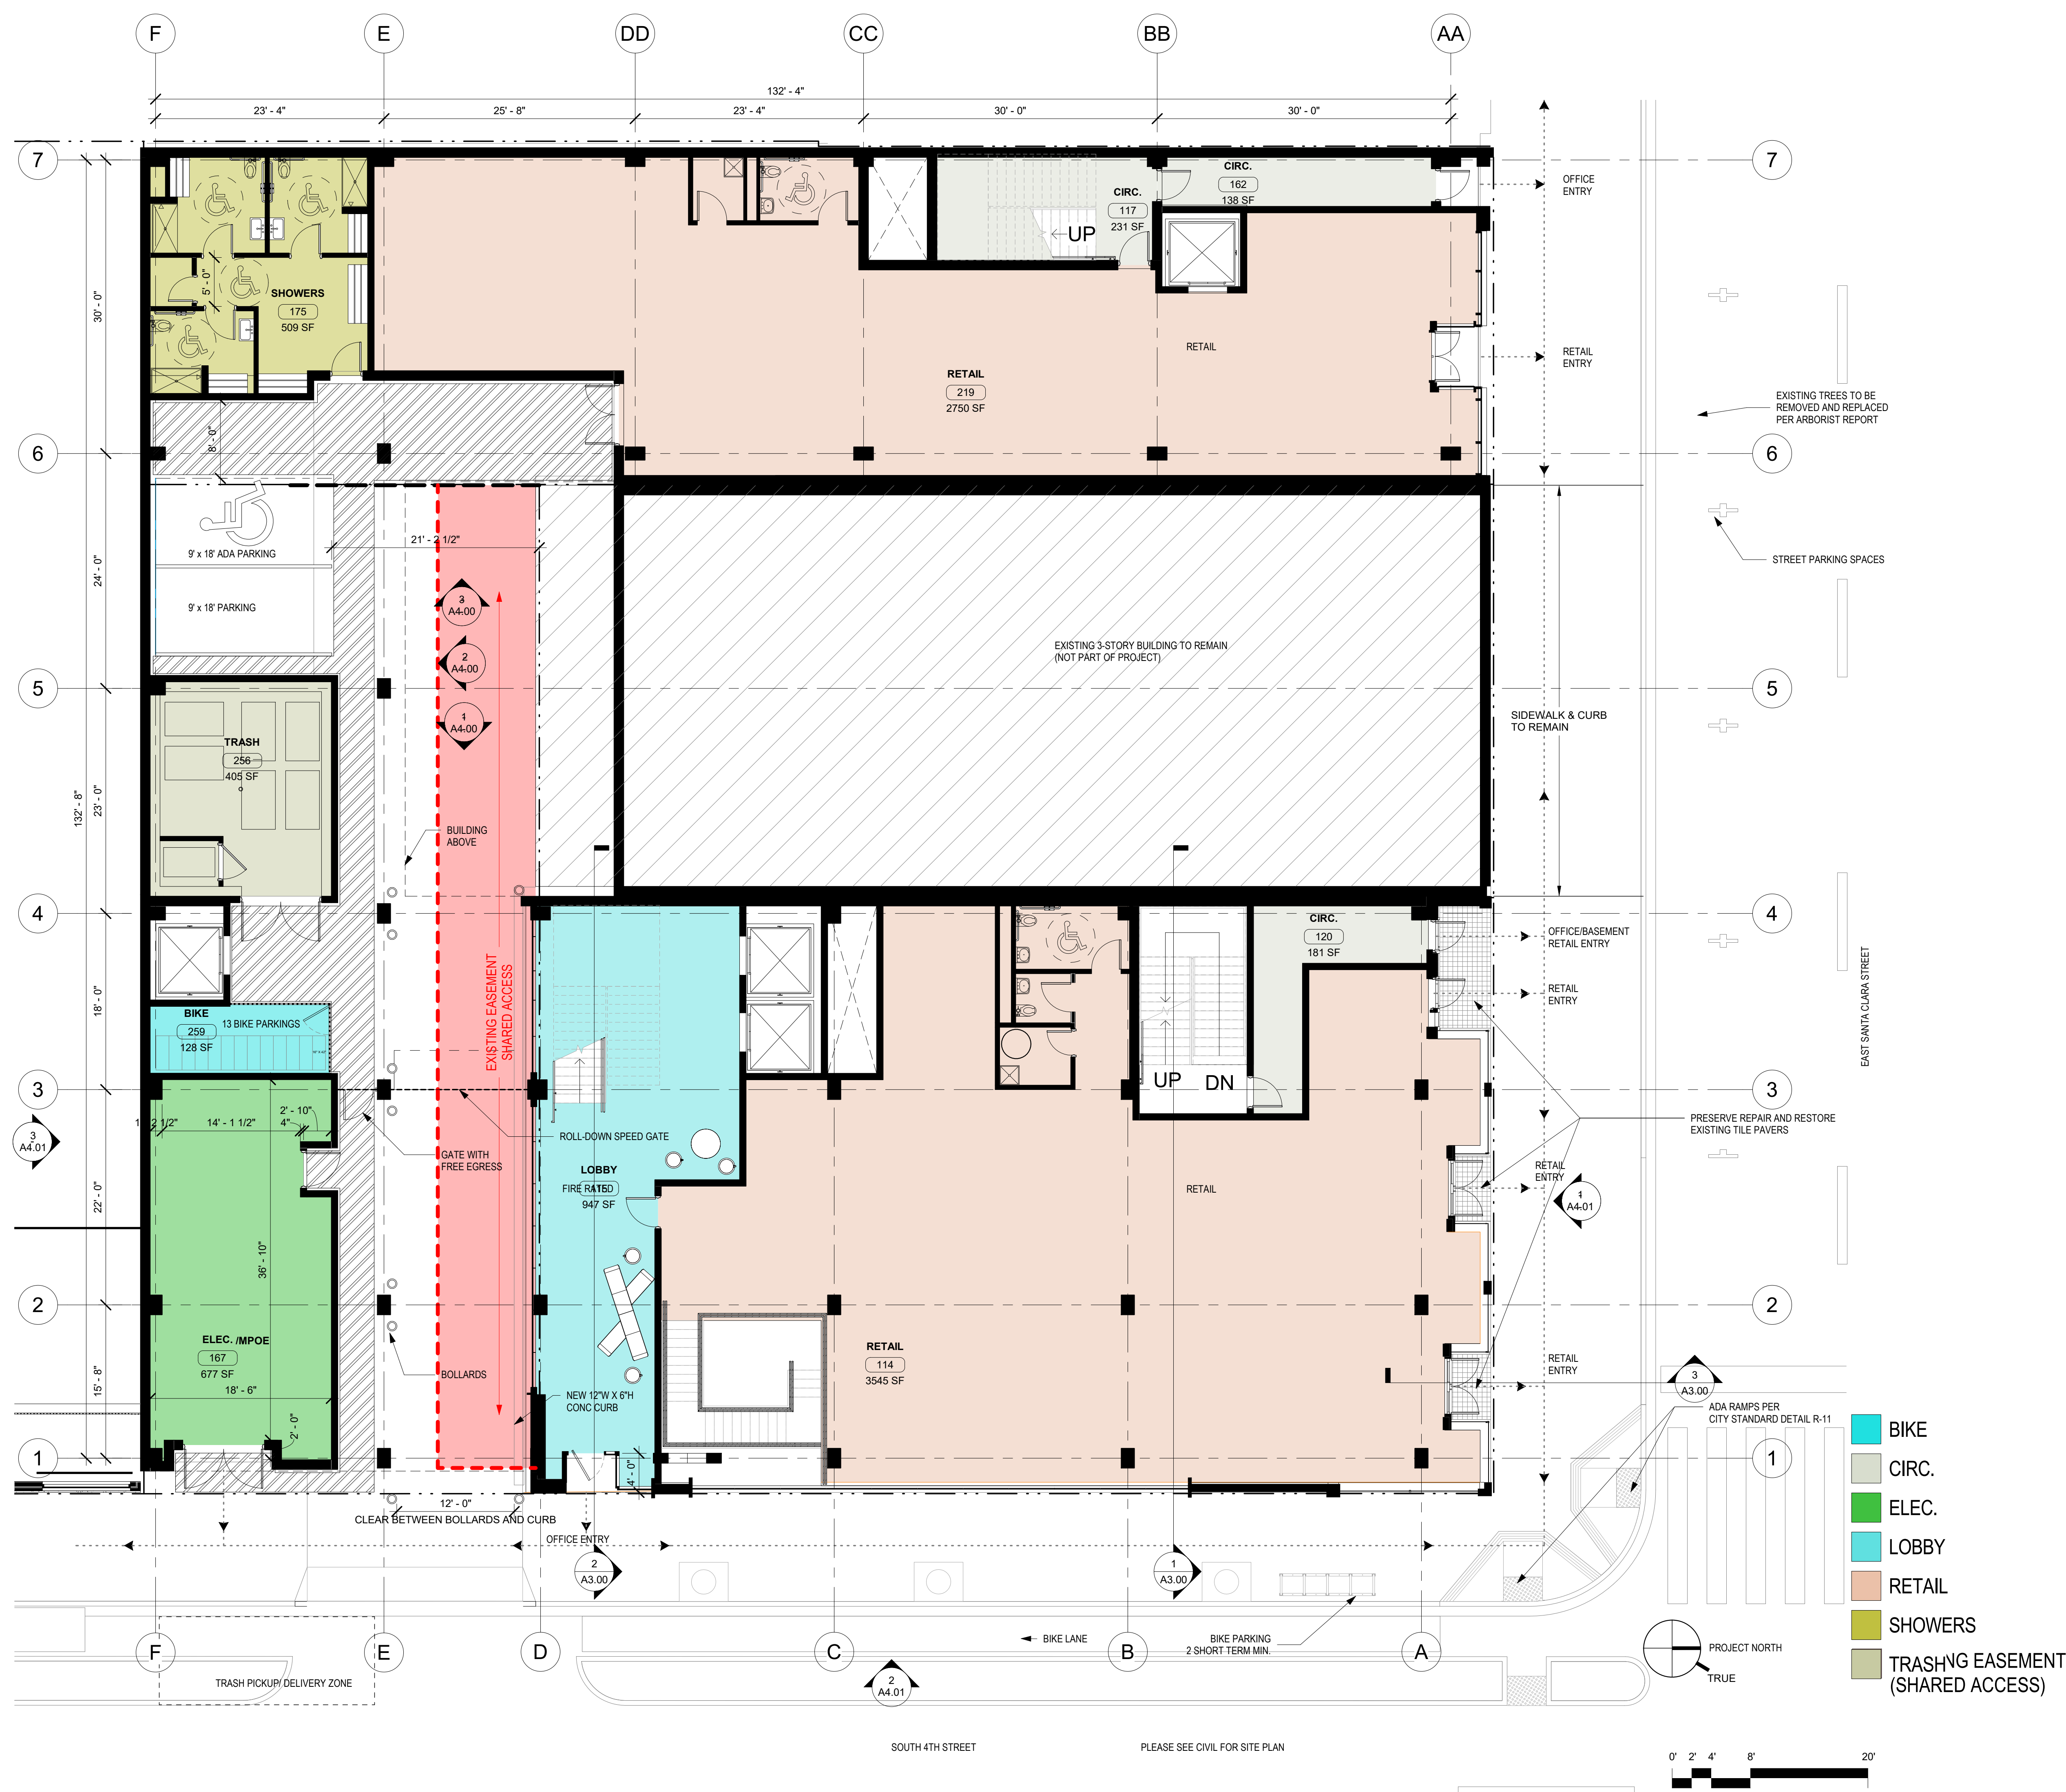 F
E
DD
CC
BB
AA
132' - 4"
23' - 4"
25' - 8"
23' - 4"
30' - 0"
30' - 0"
7
7
CIRC.
162
138 SF
OFFICE
ENTRY
CIRC.
117
231 SF
UP
30' - 0"
5' - 0"
SHOWERS
175
509 SF
RETAIL
RETAIL
ENTRY
RETAIL
219
2750 SF
EXISTING TREES TO BE
REMOVED AND REPLACED
PER ARBORIST REPORT
8' - 0"
6
6
9' x 18' ADA PARKING
21' - 2 1/2"
STREET PARKING SPACES
24' - 0"
9' x 18' PARKING
3
A4.00
2
A4.00
1
A4.00
EXISTING 3-STORY BUILDING TO REMAIN
(NOT PART OF PROJECT)
5
5
SIDEWALK & CURB
TO REMAIN
TRASH
256
405 SF
132' - 8"
23' - 0"
BUILDING
ABOVE
4
4
CIRC.
120
181 SF
OFFICE/BASEMENT
RETAIL ENTRY
EXISTING EASEMENT
SHARED ACCESS
RETAIL
ENTRY
EAST SANTA CLARA STREET
18' - 0"
BIKE
259
128 SF
13 BIKE PARKINGS
UP
DN
3
3
2' - 10"
14' - 1 1/2"
4"
3
A4.01
ROLL-DOWN SPEED GATE
PRESERVE REPAIR AND RESTORE
EXISTING TILE PAVERS
GATE WITH
FREE EGRESS
LOBBY
115
FIRE RATED
947 SF
RETAIL
RETAIL
ENTRY
1
A4.01
22' - 0"
36' - 10"
2
2
ELEC. /MPOE
167
677 SF
18' - 6"
RETAIL
114
3545 SF
RETAIL
ENTRY
BOLLARDS
15' - 8"
NEW 12"W X 6"H
CONC CURB
3
A3.00
ADA RAMPS PER
CITY STANDARD DETAIL R-11
2' - 0"
4' - 0"
1
1
12' - 0"
CLEAR BETWEEN BOLLARDS AND CURB
OFFICE ENTRY
2
A3.00
1
A3.00
BIKE
CIRC.
ELEC.
LOBBY
RETAIL
SHOWERS
TRASH
NG EASEMENT
(SHARED ACCESS)
F
E
D
C
B
A
BIKE LANE
BIKE PARKING
2 SHORT TERM MIN.
PROJECT NORTH
TRUE
TRASH PICKUP/ DELIVERY ZONE
2
A4.01
SOUTH 4TH STREET
PLEASE SEE CIVIL FOR SITE PLAN
0' 2' 4' 8' 20'